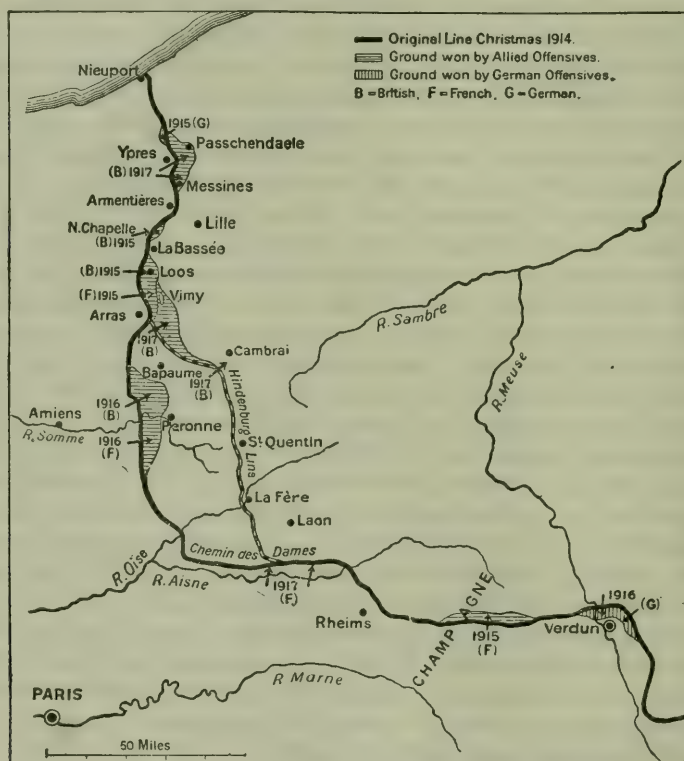 Original Line Christmas 1914.
Ground won by Allied Offensives.
Ground won by German Offensives.
B = British, F = French, G = German.
Nieuport
1915 (G)
Passchendaele
Ypres
(B) 1917
Messines
Armentières
Lille
N. Chapelle
(B) 1915
La Bassée
(B) 1915
Loos
(F) 1915
Vimy
Arras
1917
(B)
Cambrai
Bapaume
1917
(B)
Hindenburg
Line
1916
(B)
Amiens
R. Somme
Peronne
1916
(F)
St. Quentin
La Fère
Laon
R. Sambre
R. Meuse
Chemin des Dames
R. Oise
R. Aisne
1917
(F)
Rheims
CHAMPAGNE
1915
(F)
1916
(G)
Verdun
R Marne
PARIS
50 Miles